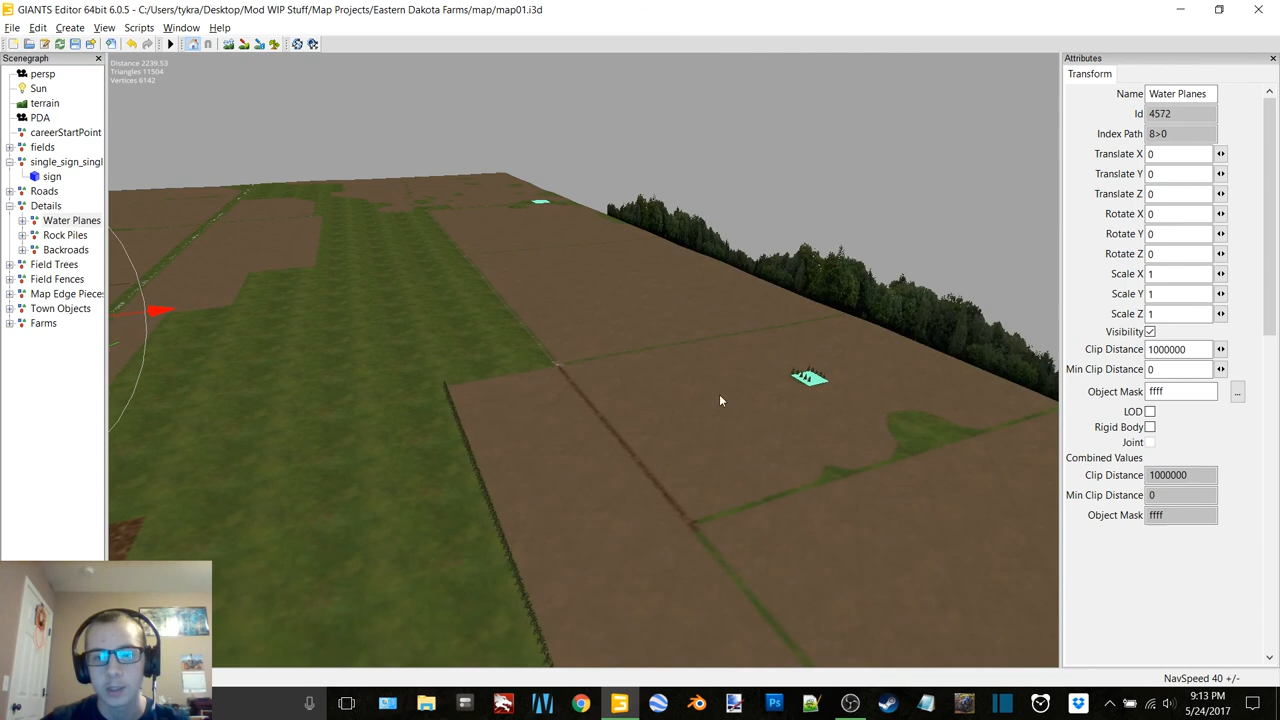 GIANTS Editor 64bit 6.0.5 - C:/Users/tykra/Desktop/Mod WIP Stuff/Map Projects/Eastern Dakota Farms/map/map01.i3d
File Edit Create View Scripts Window Help
Scenegraph
persp
Sun
terrain
PDA
careerStartPoint
fields
single_sign_singl
sign
Roads
Details
Water Planes
Rock Piles
Backroads
Field Trees
Field Fences
Map Edge Piece
Town Objects
Farms
Distance 2239.53
Triangles 11504
Vertices 6142
Attributes
Transform
Name Water Planes
Id 4572
Index Path 8>0
Translate X 0
Translate Y 0
Translate Z 0
Rotate X 0
Rotate Y 0
Rotate Z 0
Scale X 1
Scale Y 1
Scale Z 1
Visibility
Clip Distance 1000000
Min Clip Distance 0
Object Mask ffff ...
LOD
Rigid Body
Joint
Combined Values
Clip Distance 1000000
Min Clip Distance 0
Object Mask ffff
NavSpeed 40 +/-
9:13 PM
5/24/2017